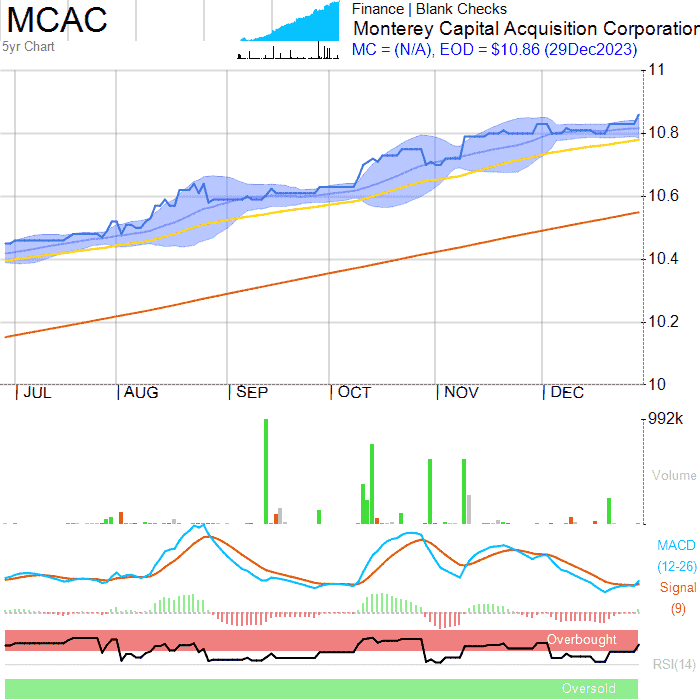 MCAC
5yr Chart
Finance | Blank Checks
Monterey Capital Acquisition Corporation
MC = (N/A), EOD = $10.86 (29Dec2023)
11
10.8
10.6
10.4
10.2
10
JUL AUG SEP OCT NOV DEC
992k
Volume
MACD
(12-26)
Signal
(9)
Overbought
RSI(14)
Oversold